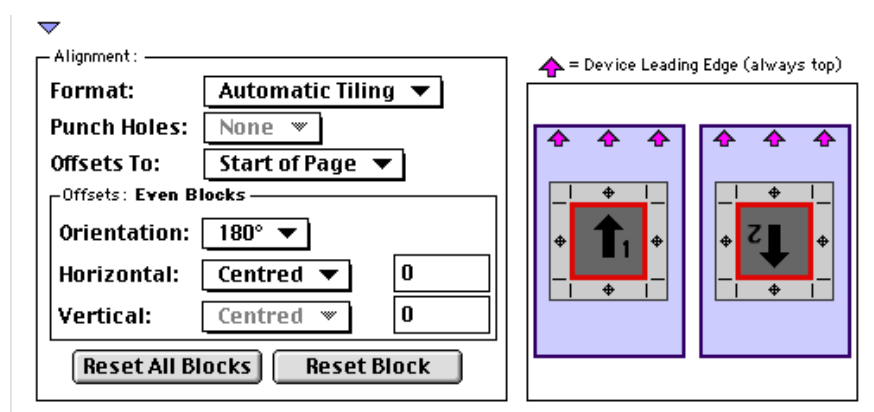 Alignment:
Format: Automatic Tiling
Punch Holes: None
Offsets To: Start of Page
Offsets: Even Blocks
Orientation: 180°
Horizontal: Centred 0
Vertical: Centred 0
Reset All Blocks Reset Block
= Device Leading Edge (always top)
1 2